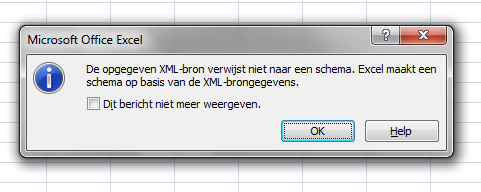 Microsoft Office Excel
De opgegeven XML-bron verwijst niet naar een schema. Excel maakt een
schema op basis van de XML-brongegevens.
Dit bericht niet meer weergeven.
OK
Help